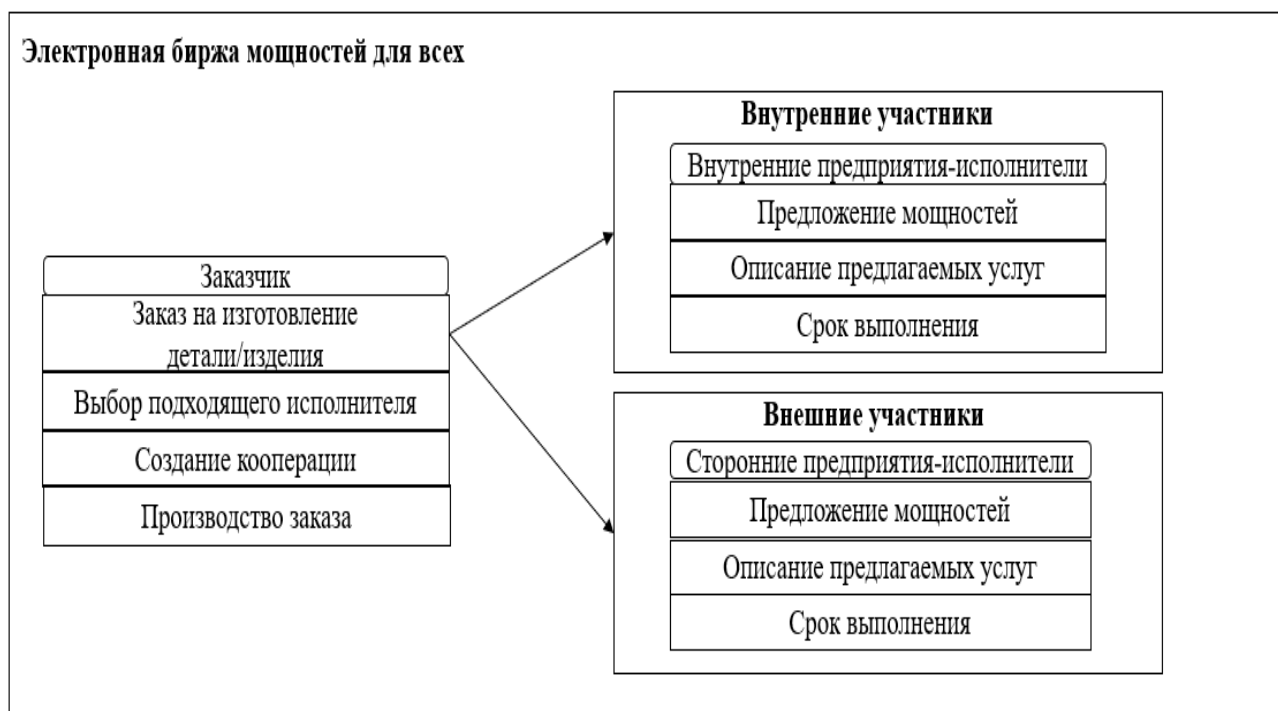 Электронная биржа мощностей для всех
Заказчик
Заказ на изготовление
детали/изделия
Выбор подходящего исполнителя
Создание кооперации
Производство заказа
Внутренние участники
Внутренние предприятия-исполнители
Предложение мощностей
Описание предлагаемых услуг
Срок выполнения
Внешние участники
Сторонние предприятия-исполнители
Предложение мощностей
Описание предлагаемых услуг
Срок выполнения